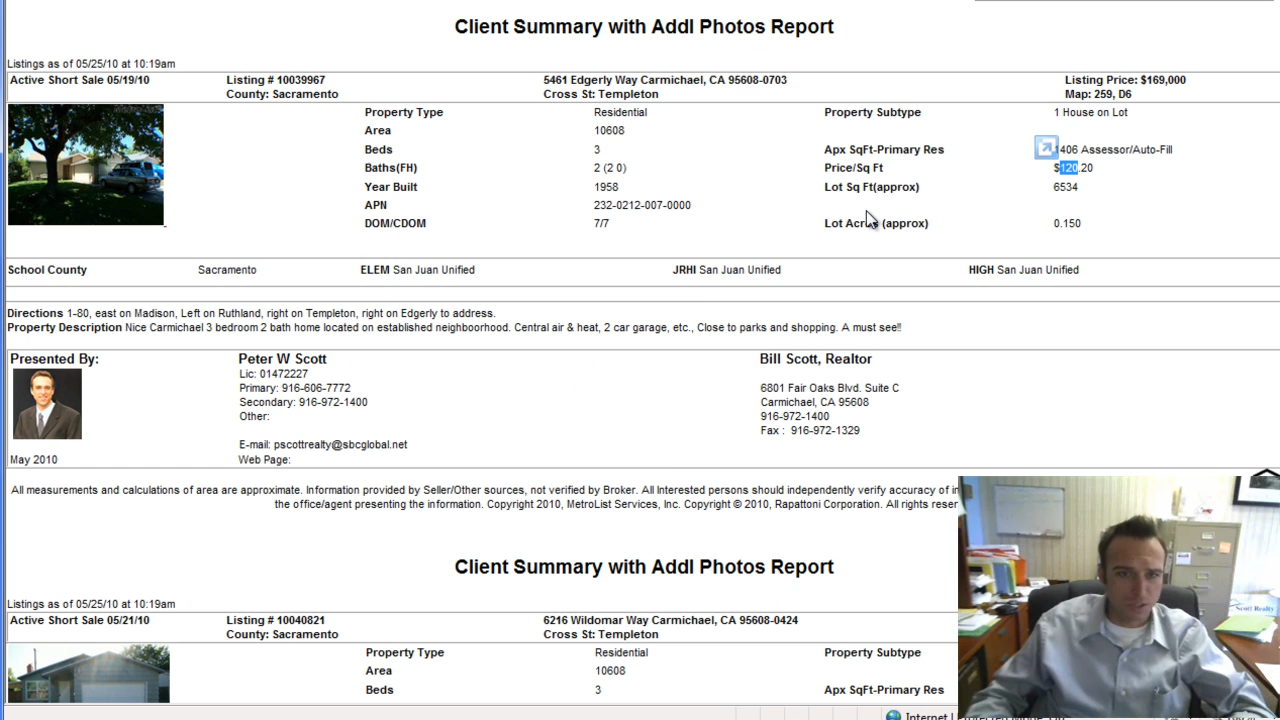 Client Summary with Addl Photos Report
Listings as of 05/25/10 at 10:19am
Active Short Sale 05/19/10 Listing # 10039967 5461 Edgerly Way Carmichael, CA 95608-0703 Listing Price: $169,000
County: Sacramento Cross St: Templeton Map: 259, D6
Property Type Residential Property Subtype 1 House on Lot
Area 10608
Beds 3 Apx SqFt-Primary Res 1406 Assessor/Auto-Fill
Baths(FH) 2 (2 0) Price/Sq Ft $120.20
Year Built 1958 Lot Sq Ft(approx) 6534
APN 232-0212-007-0000
DOM/CDOM 7/7 Lot Acres (approx) 0.150
School County Sacramento ELEM San Juan Unified JRHI San Juan Unified HIGH San Juan Unified
Directions 1-80, east on Madison, Left on Ruthland, right on Templeton, right on Edgerly to address.
Property Description Nice Carmichael 3 bedroom 2 bath home located on established neighboorhood. Central air & heat, 2 car garage, etc., Close to parks and shopping. A must see!!
Presented By: Peter W Scott Bill Scott, Realtor
Lic: 01472227
Primary: 916-606-7772 6801 Fair Oaks Blvd. Suite C
Secondary: 916-972-1400 Carmichael, CA 95608
Other: 916-972-1400
Fax : 916-972-1329
E-mail: pscottrealty@sbcglobal.net
May 2010 Web Page:
All measurements and calculations of area are approximate. Information provided by Seller/Other sources, not verified by Broker. All Interested persons should independently verify accuracy of
the office/agent presenting the information. Copyright 2010, MetroList Services, Inc. Copyright © 2010, Rapattoni Corporation. All rights
Client Summary with Addl Photos Report
Listings as of 05/25/10 at 10:19am
Active Short Sale 05/21/10 Listing # 10040821 6216 Wildomar Way Carmichael, CA 95608-0424
County: Sacramento Cross St: Templeton
Property Type Residential Property Subtype
Area 10608
Beds 3 Apx SqFt-Primary Res
Scott Realty
Internet